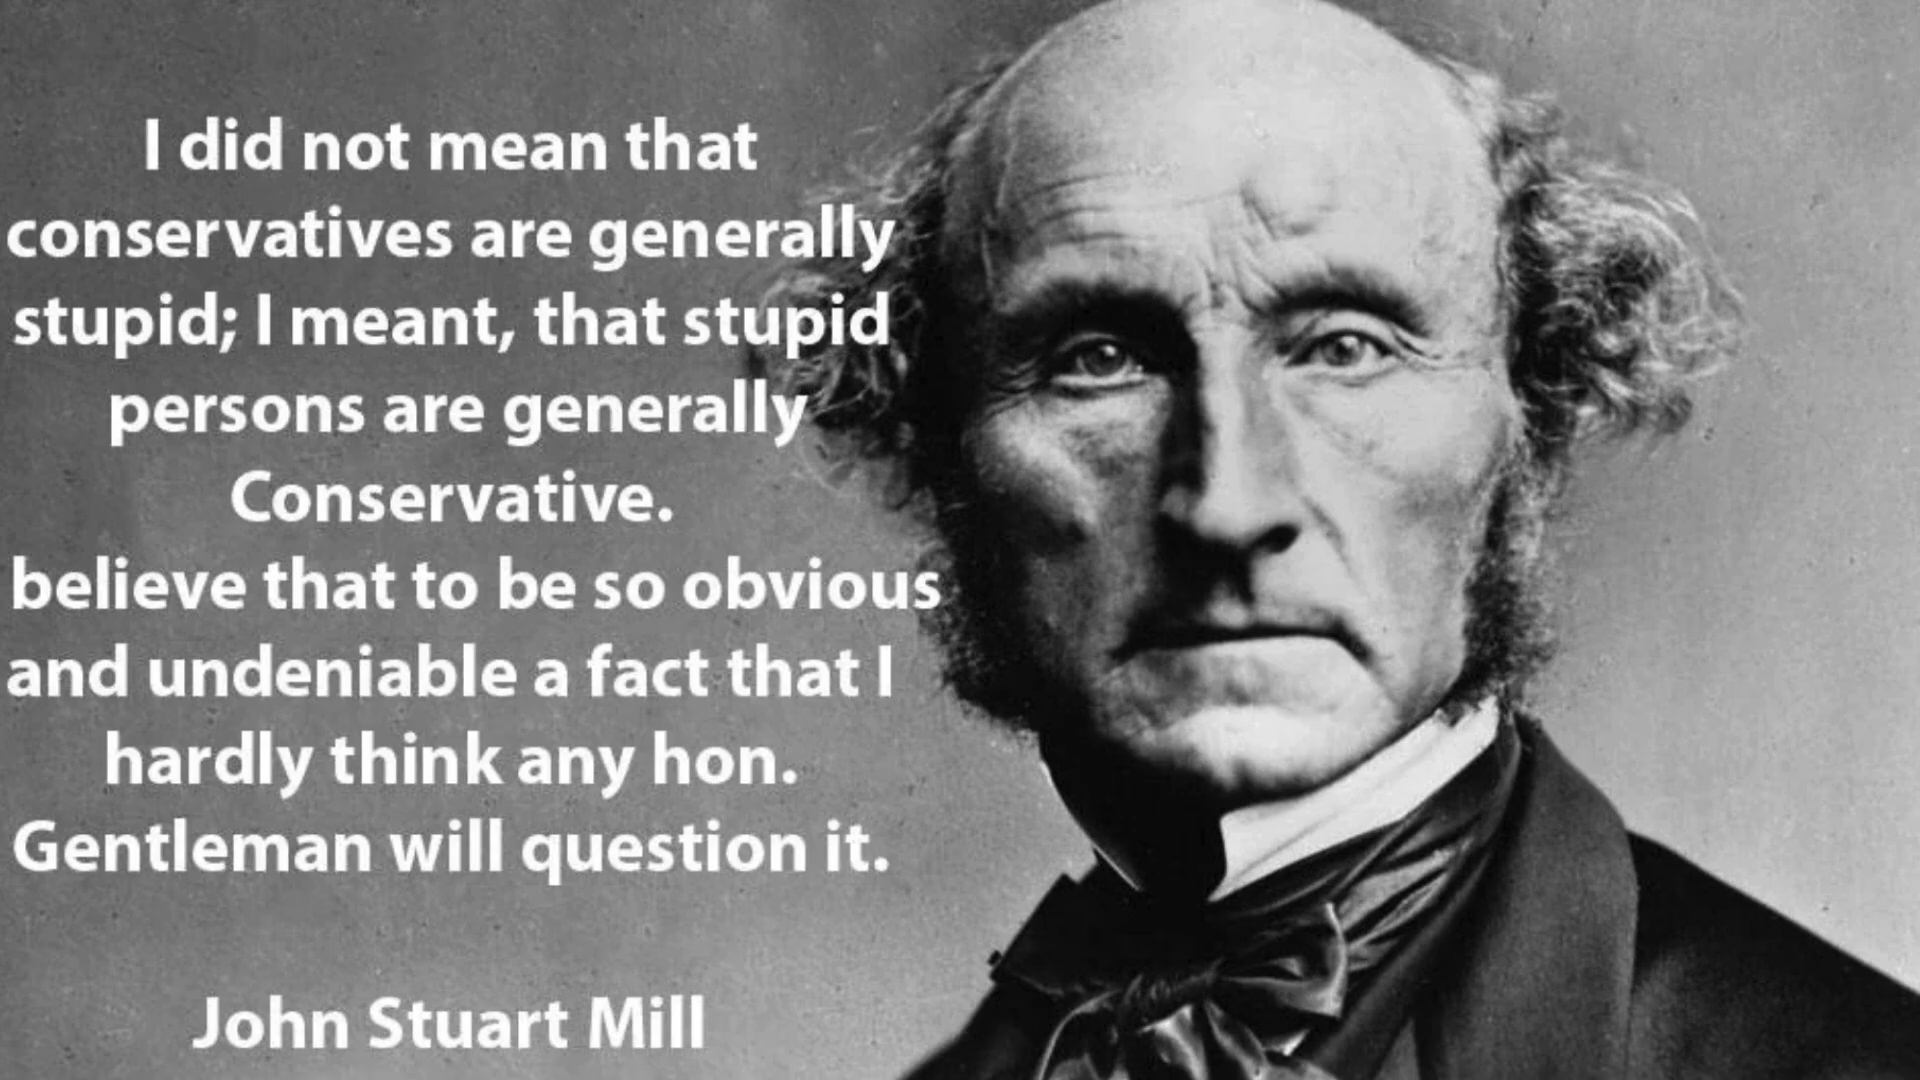 I did not mean that
conservatives are generally
stupid; I meant, that stupid
persons are generally
Conservative.
believe that to be so obvious
and undeniable a fact that I
hardly think any hon.
Gentleman will question it.
John Stuart Mill